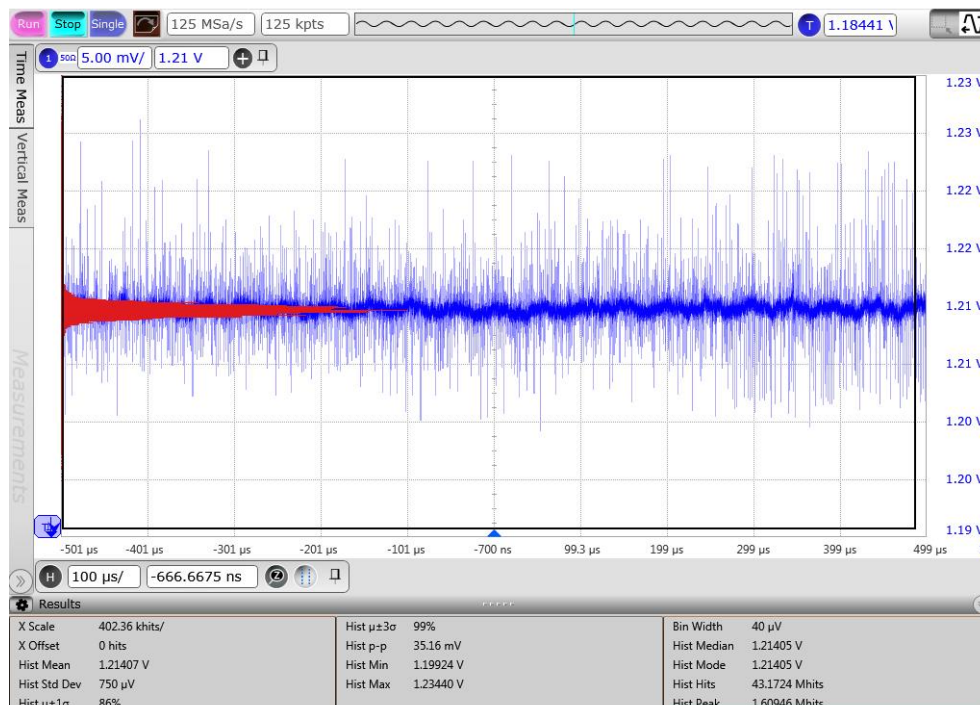 Run Stop Single 125 MSa/s 125 kpts T 1.18441 V
1 50Ω 5.00 mV/ 1.21 V
Time Meas
Vertical Meas
Measurements
1.23 V
1.23 V
1.22 V
1.22 V
1.21 V
1.21 V
1.20 V
1.20 V
1.19 V
-501 µs -401 µs -301 µs -201 µs -101 µs -700 ns 99.3 µs 199 µs 299 µs 399 µs 499 µs
H 100 µs/ -666.6675 ns
Results
X Scale 402.36 khits/ Hist µ±3σ 99% Bin Width 40 µV
X Offset 0 hits Hist p-p 35.16 mV Hist Median 1.21405 V
Hist Mean 1.21407 V Hist Min 1.19924 V Hist Mode 1.21405 V
Hist Std Dev 750 µV Hist Max 1.23440 V Hist Hits 43.1724 Mhits
Hist µ±1σ 86% Hist Peak 1.60946 Mhits